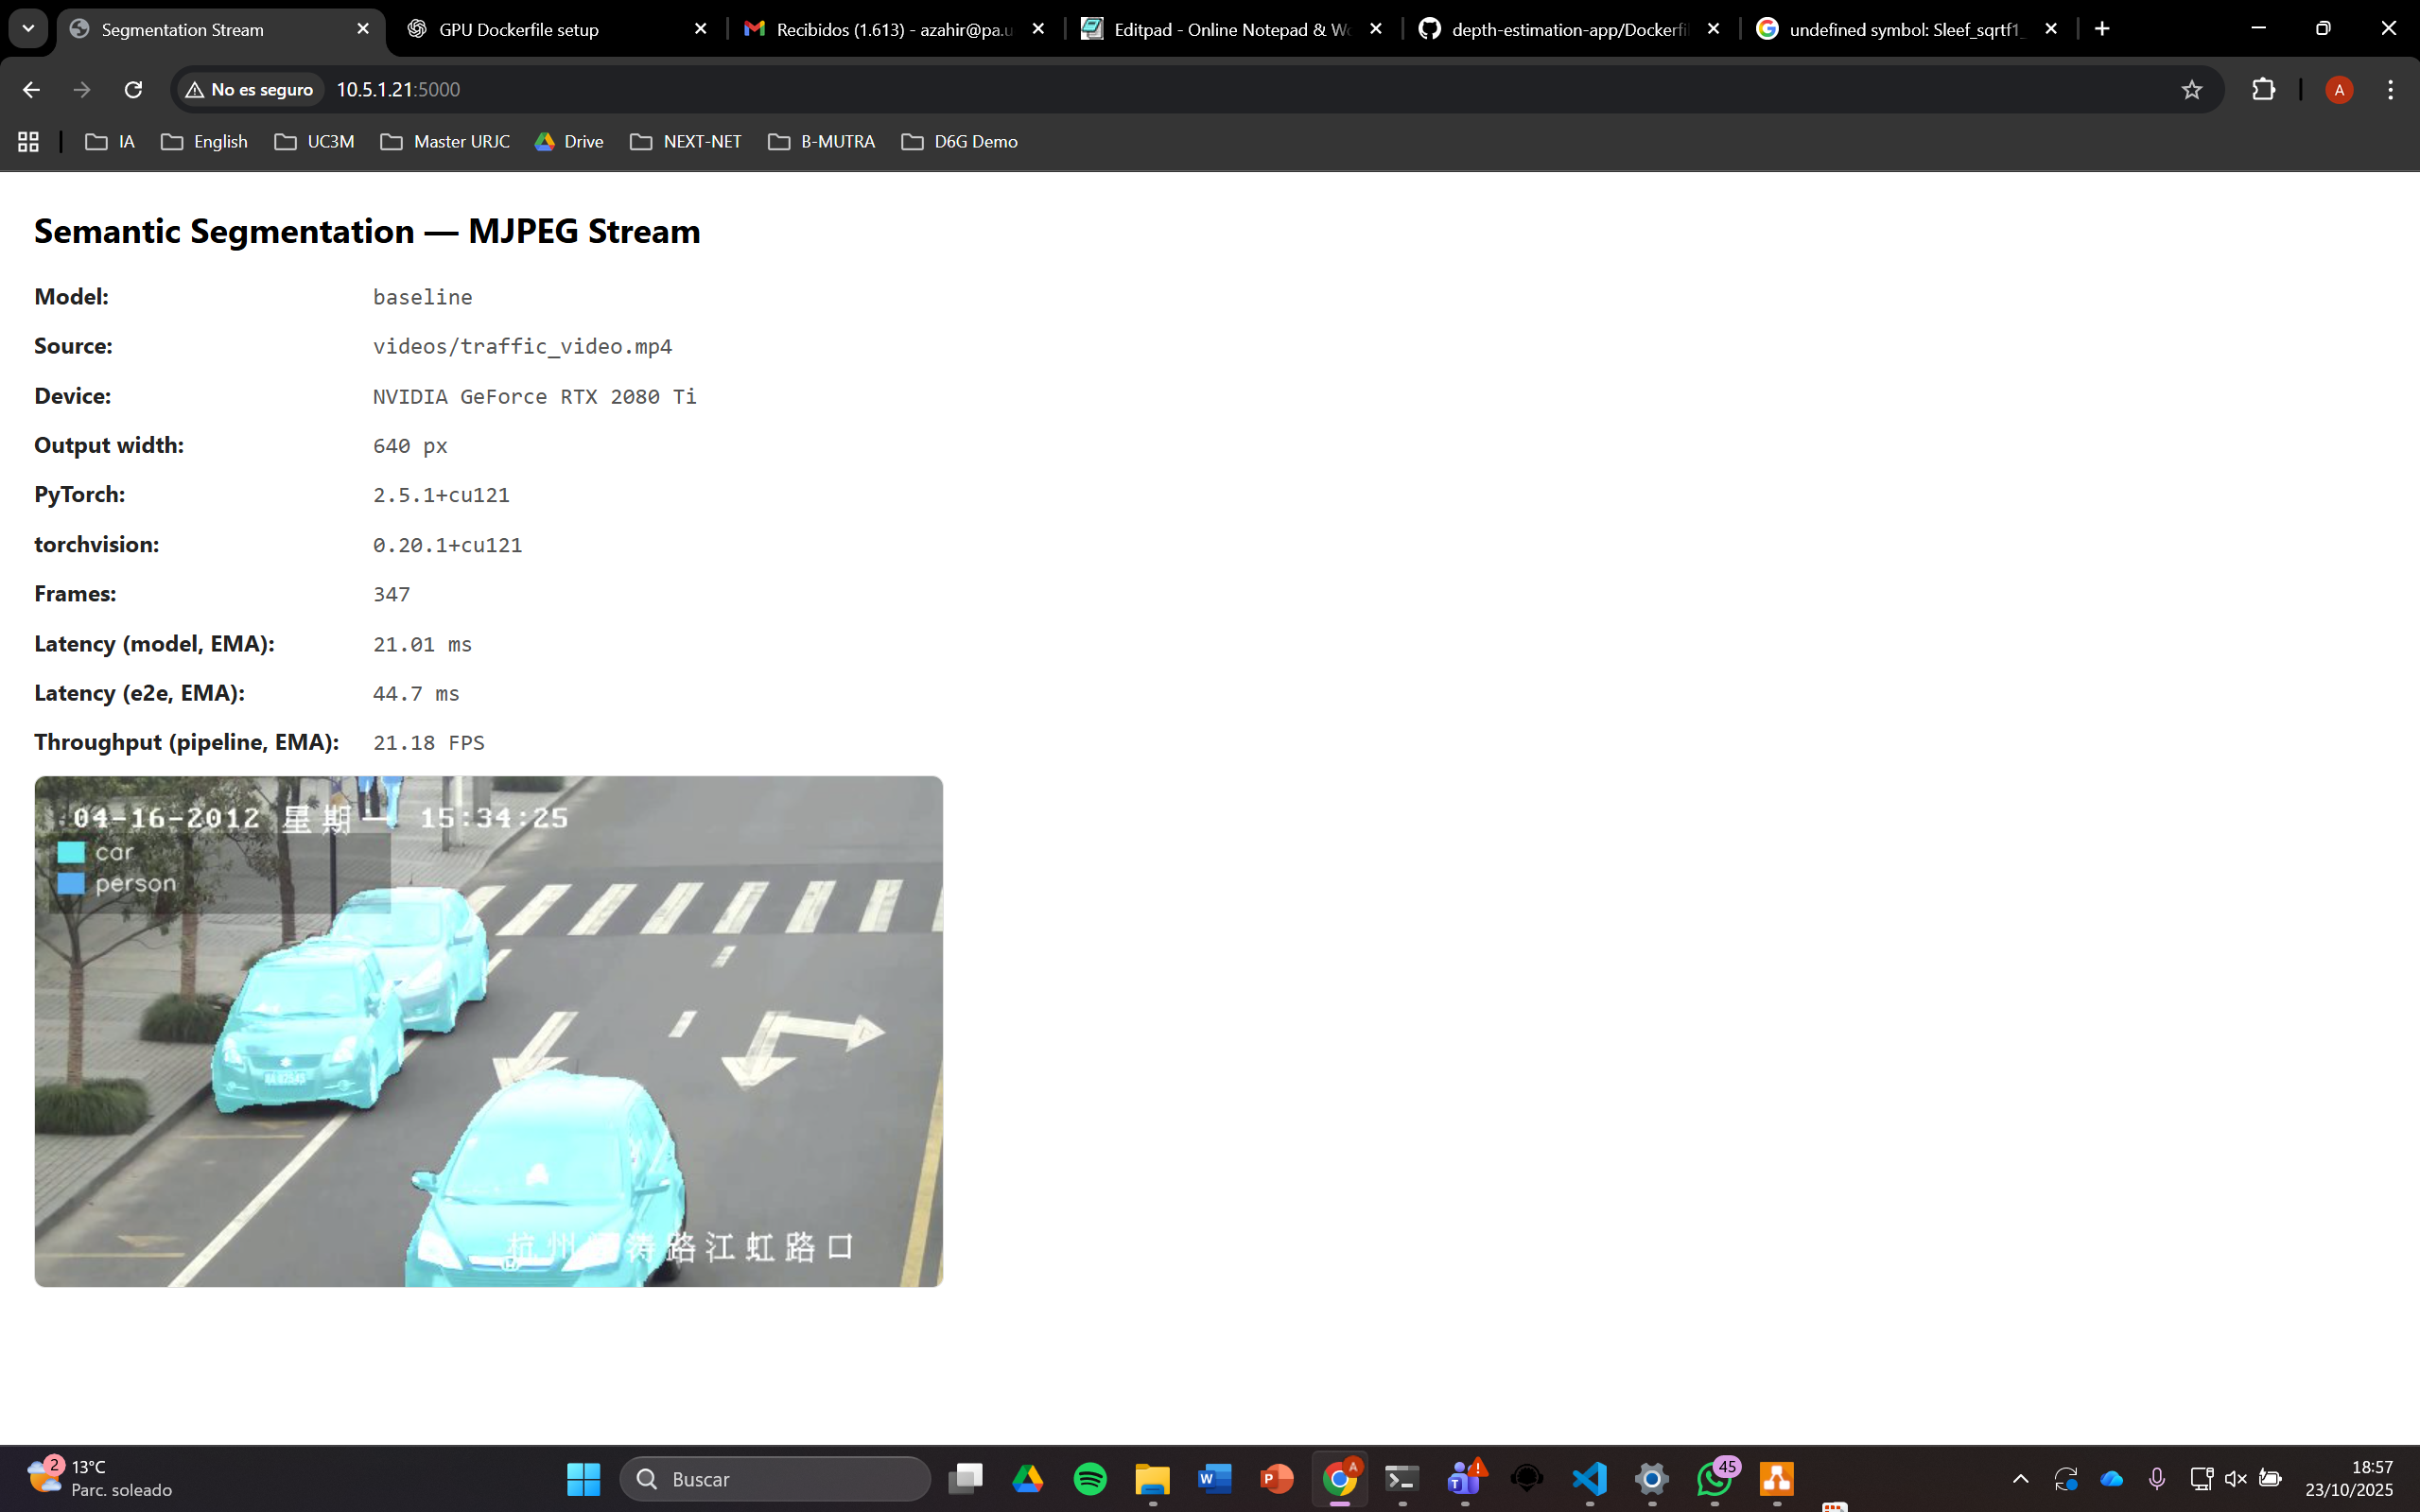 Segmentation Stream
GPU Dockerfile setup
Recibidos (1.613) - azahir@pa.u
Editpad - Online Notepad & Wo
depth-estimation-app/Dockerfil
undefined symbol: Sleef_sqrtf1_
No es seguro
10.5.1.21:5000
A
IA
English
UC3M
Master URJC
Drive
NEXT-NET
B-MUTRA
D6G Demo
Semantic Segmentation — MJPEG Stream
Model: baseline
Source: videos/traffic_video.mp4
Device: NVIDIA GeForce RTX 2080 Ti
Output width: 640 px
PyTorch: 2.5.1+cu121
torchvision: 0.20.1+cu121
Frames: 347
Latency (model, EMA): 21.01 ms
Latency (e2e, EMA): 44.7 ms
Throughput (pipeline, EMA): 21.18 FPS
04-16-2012 星期一 15:34:25
car
person
杭州 涛路江虹路口
2
13°C
Parc. soleado
Buscar
W
P
A
T
45
18:57
23/10/2025